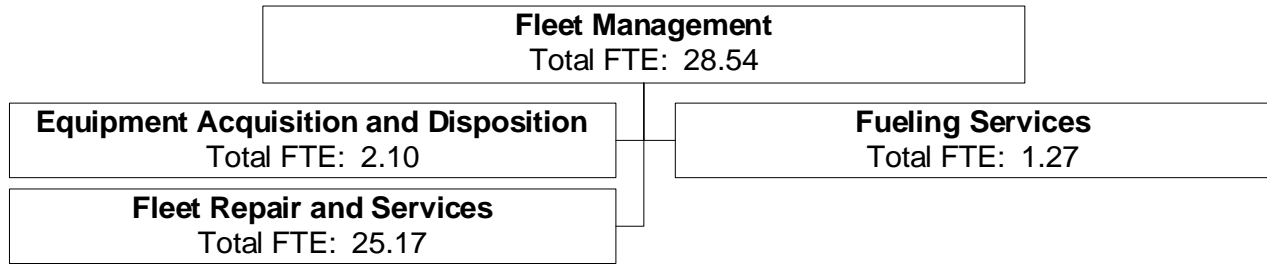 Fleet Management
Total FTE: 28.54
Equipment Acquisition and Disposition
Total FTE: 2.10
Fueling Services
Total FTE: 1.27
Fleet Repair and Services
Total FTE: 25.17